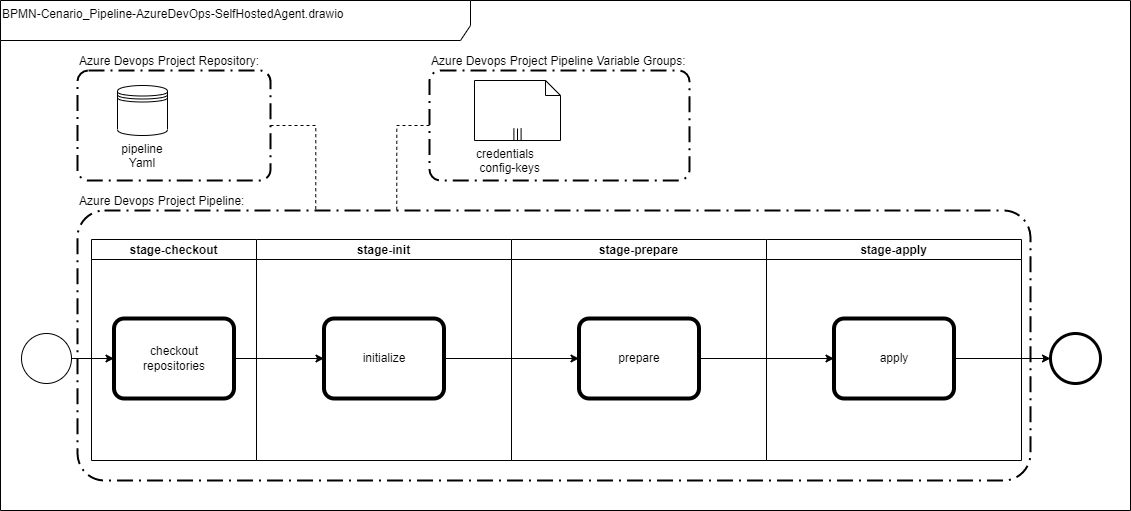 BPMN-Cenario_Pipeline-AzureDevOps-SelfHostedAgent.drawio
Azure Devops Project Repository:
Azure Devops Project Pipeline Variable Groups:
pipeline
Yaml
credentials
config-keys
Azure Devops Project Pipeline:
stage-checkout
stage-init
stage-prepare
stage-apply
checkout
repositories
initialize
prepare
apply